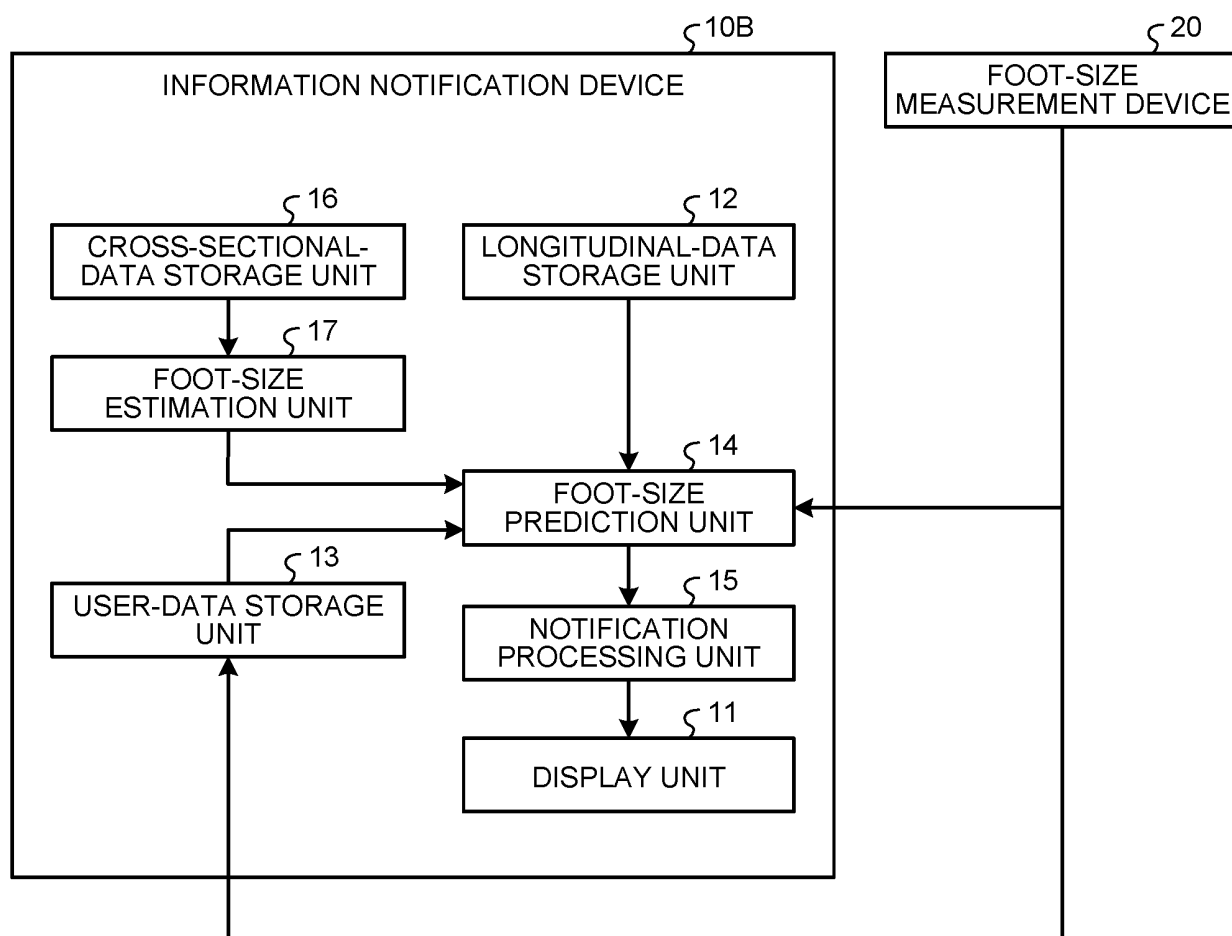 10B
20
INFORMATION NOTIFICATION DEVICE
FOOT-SIZE
MEASUREMENT DEVICE
16
12
CROSS-SECTIONAL-
DATA STORAGE UNIT
LONGITUDINAL-DATA
STORAGE UNIT
17
FOOT-SIZE
ESTIMATION UNIT
14
FOOT-SIZE
PREDICTION UNIT
13
USER-DATA STORAGE
UNIT
15
NOTIFICATION
PROCESSING UNIT
11
DISPLAY UNIT